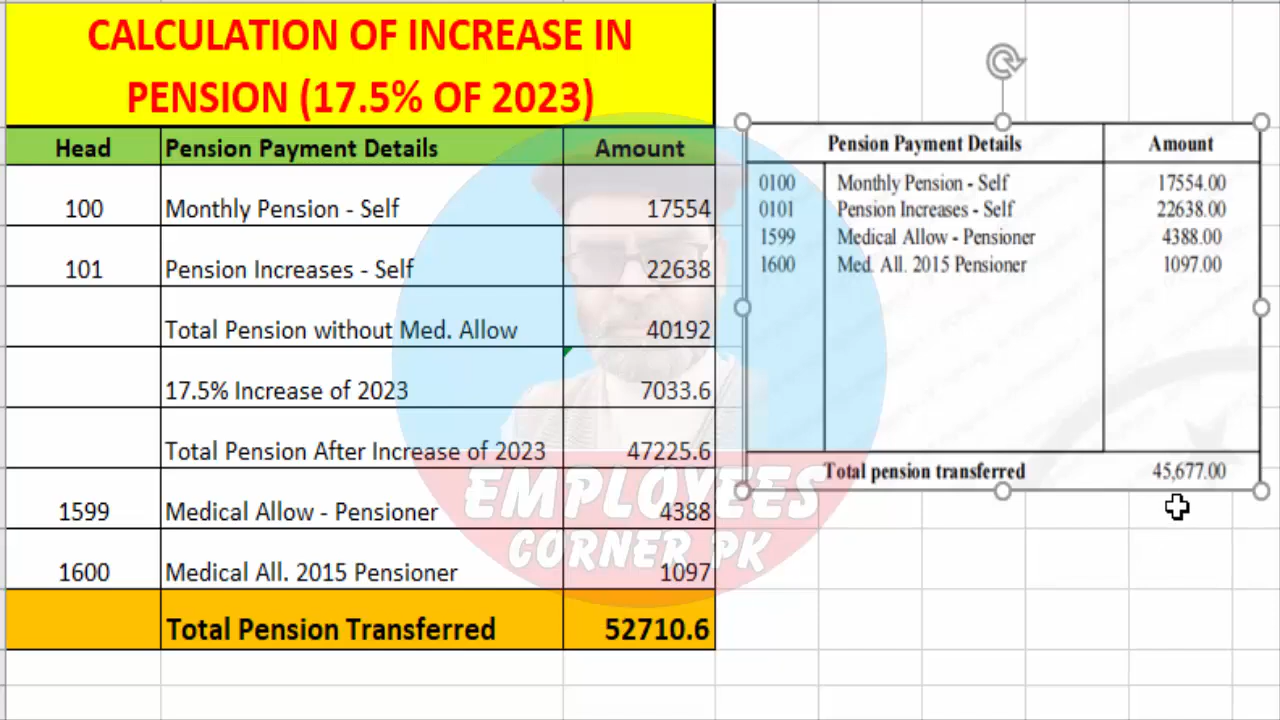 CALCULATION OF INCREASE IN
PENSION (17.5% OF 2023)
Head Pension Payment Details Amount
100 Monthly Pension - Self 17554
101 Pension Increases - Self 22638
Total Pension without Med. Allow 40192
17.5% Increase of 2023 7033.6
Total Pension After Increase of 2023 47225.6
1599 Medical Allow - Pensioner 4388
1600 Medical All. 2015 Pensioner 1097
Total Pension Transferred 52710.6
Pension Payment Details Amount
0100 Monthly Pension - Self 17554.00
0101 Pension Increases - Self 22638.00
1599 Medical Allow - Pensioner 4388.00
1600 Med. All. 2015 Pensioner 1097.00
Total pension transferred 45,677.00
EMPLOYEES
CORNER.PK